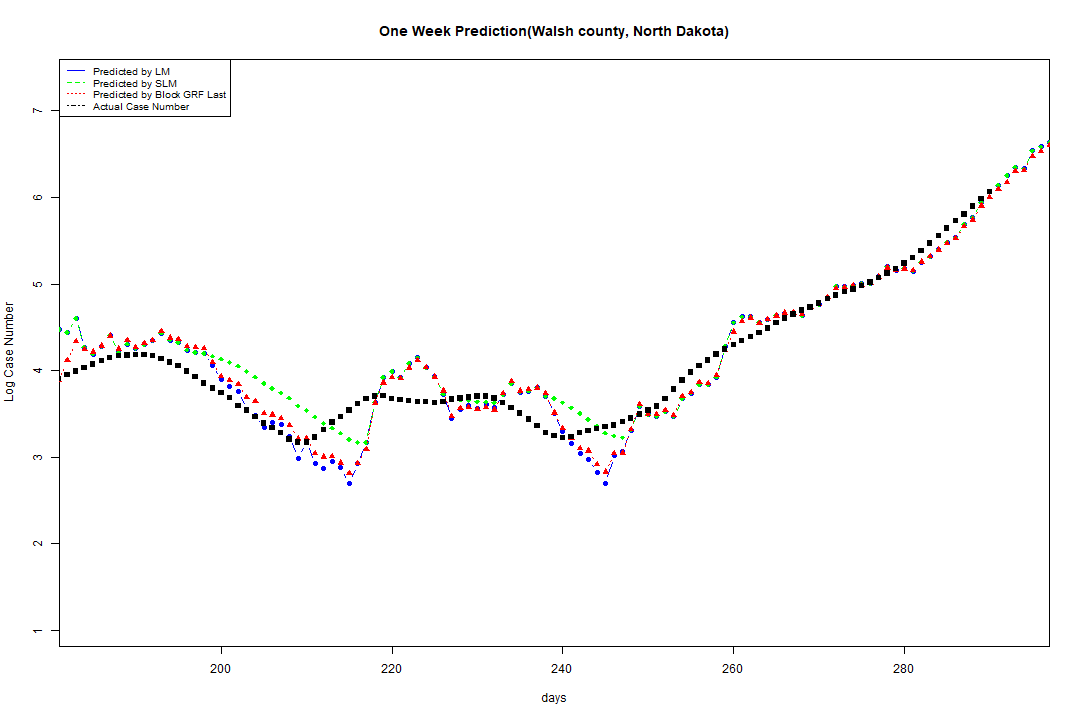 One Week Prediction(Walsh county, North Dakota)
Predicted by LM
Predicted by SLM
Predicted by Block GRF Last
Actual Case Number
7
6
5
4
3
2
1
Log Case Number
200 220 240 260 280
days